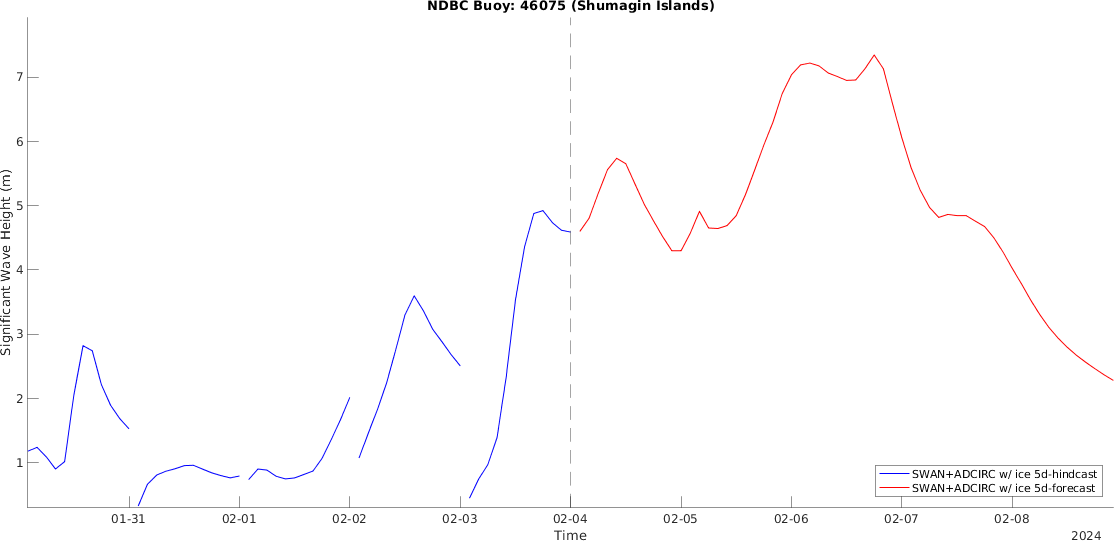 NDBC Buoy: 46075 (Shumagin Islands)
Significant Wave Height (m)
7
6
5
4
3
2
1
SWAN+ADCIRC w/ ice 5d-hindcast
SWAN+ADCIRC w/ ice 5d-forecast
01-31 02-01 02-02 02-03 02-04 02-05 02-06 02-07 02-08
Time
2024